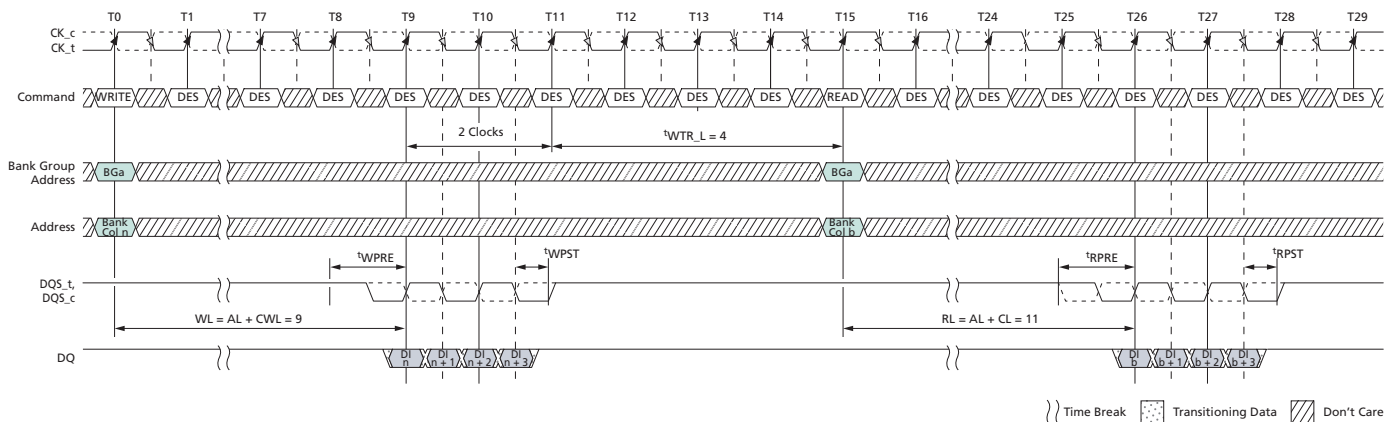 T0 T1 T7 T8 T9 T10 T11 T12 T13 T14 T15 T16 T24 T25 T26 T27 T28 T29
CK_c
CK_t
Command WRITE DES DES DES DES DES DES DES DES DES READ DES DES DES DES DES DES DES
2 Clocks tWTR_L = 4
Bank Group
Address BGa BGa
Address Bank
Col n Bank
Col b
tWPRE tWPST tRPRE tRPST
DQS_t,
DQS_c
WL = AL + CWL = 9 RL = AL + CL = 11
DQ DI
n DI
n + 1 DI
n + 2 DI
n + 3 DI
b DI
b + 1 DI
b + 2 DI
b + 3
Time Break Transitioning Data Don't Care